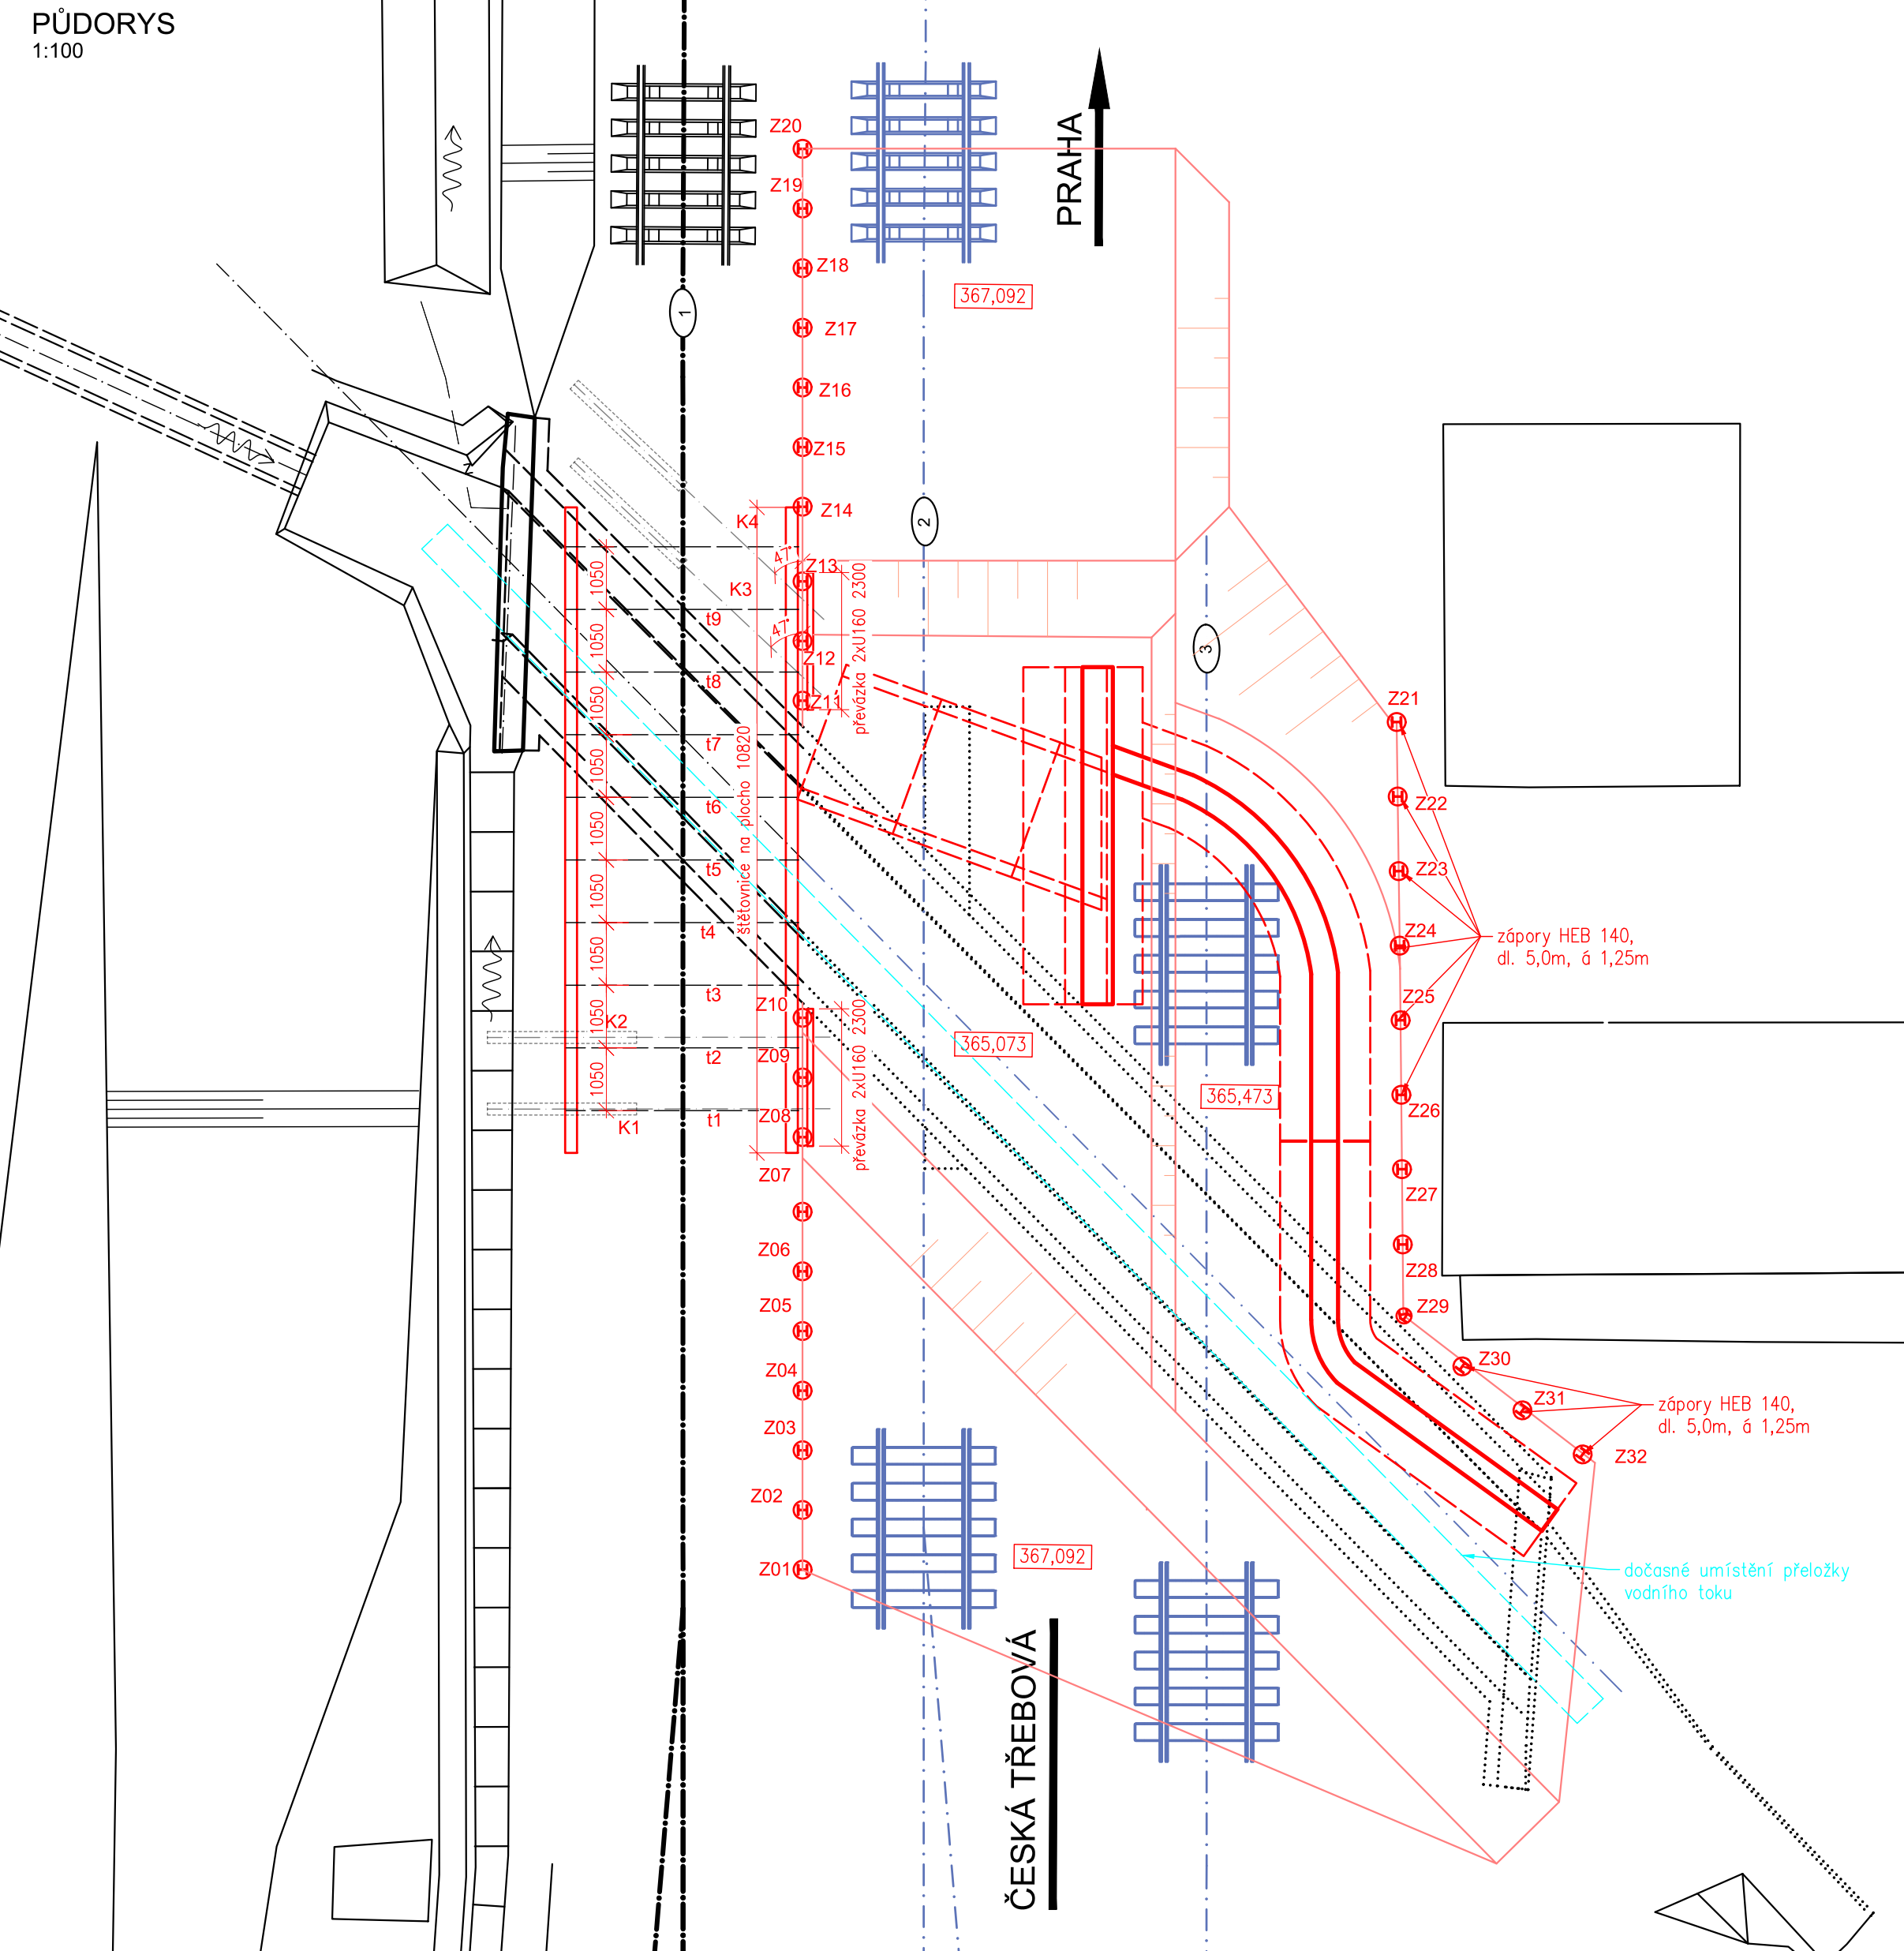 PŮDORYS
1:100
Z20
Z19
Z18
Z17
Z16
Z15
Z14
Z13
Z12
Z11
Z10
Z09
Z08
Z07
Z06
Z05
Z04
Z03
Z02
Z01
PRAHA
1
2
3
367,092
K4
K3
K2
K1
47°
47°
1050
1050
1050
1050
1050
1050
1050
1050
1050
t9
t8
t7
t6
t5
t4
t3
t2
t1
štětovnice na plocho 10820
převázka 2xU160 2300
převázka 2xU160 2300
365,073
365,473
367,092
Z21
Z22
Z23
Z24
Z25
Z26
Z27
Z28
Z29
Z30
Z31
Z32
zápory HEB 140,
dl. 5,0m, á 1,25m
zápory HEB 140,
dl. 5,0m, á 1,25m
dočasné umístění přeložky
vodního toku
ČESKÁ TŘEBOVÁ